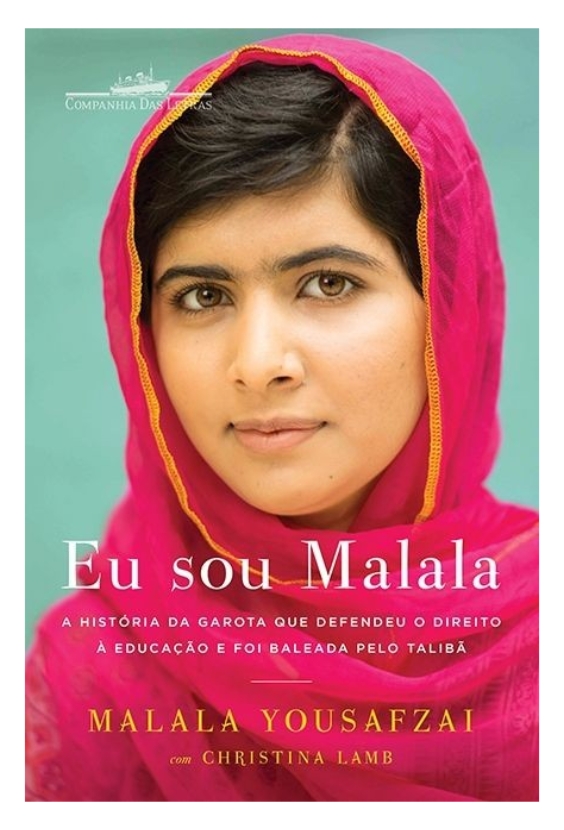 COMPANHIA DAS LETRAS
Eu sou Malala
A HISTÓRIA DA GAROTA QUE DEFENDEU O DIREITO
À EDUCAÇÃO E FOI BALEADA PELO TALIBÃ
MALALA YOUSAFZAI
com CHRISTINA LAMB